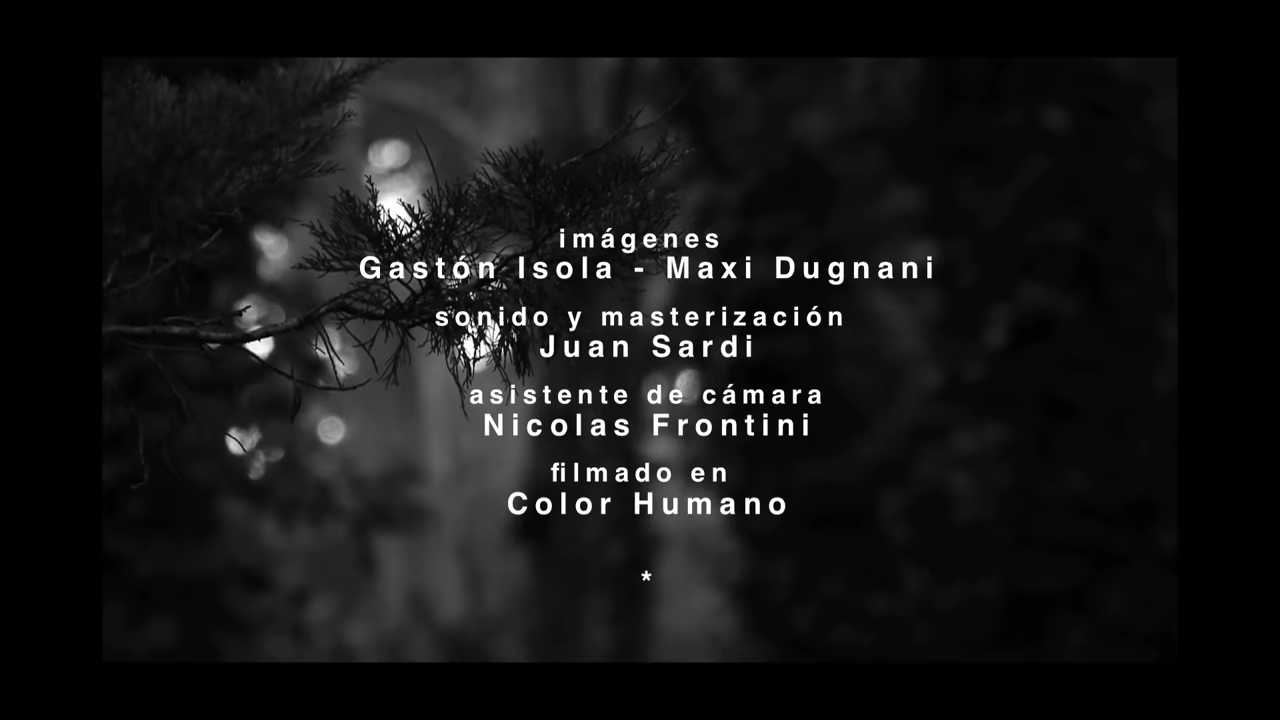 imágenes
Gastón Isola - Maxi Dugnani
sonido y masterización
Juan Sardi
asistente de cámara
Nicolas Frontini
filmado en
Color Humano
*